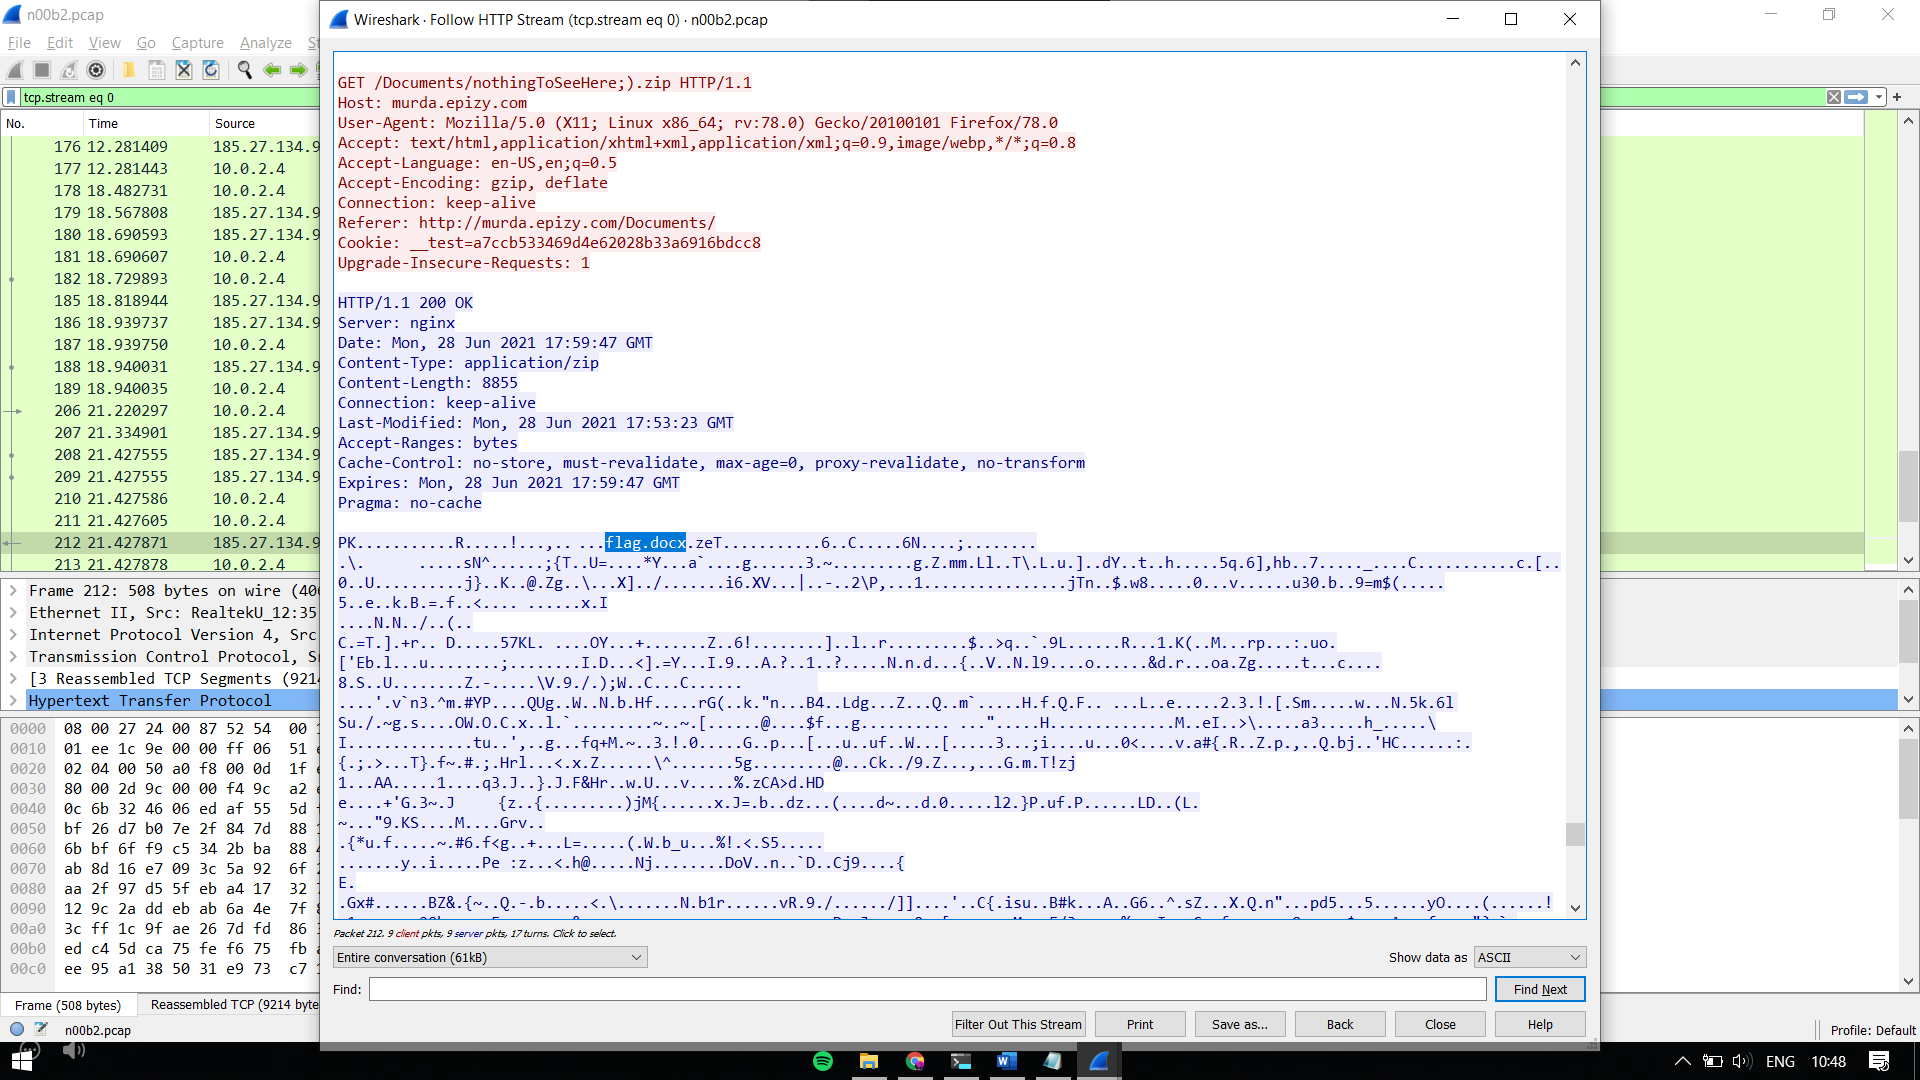 n00b2.pcap
File Edit View Go Capture Analyze
tcp.stream eq 0
No. Time Source
176 12.281409 185.27.134.9
177 12.281443 10.0.2.4
178 18.482731 10.0.2.4
179 18.567808 185.27.134.9
180 18.690593 185.27.134.9
181 18.690607 10.0.2.4
182 18.729893 10.0.2.4
185 18.818944 185.27.134.9
186 18.939737 185.27.134.9
187 18.939750 10.0.2.4
188 18.940031 185.27.134.9
189 18.940035 10.0.2.4
206 21.220297 10.0.2.4
207 21.334901 185.27.134.9
208 21.427555 185.27.134.9
209 21.427555 185.27.134.9
210 21.427586 10.0.2.4
211 21.427605 10.0.2.4
212 21.427871 185.27.134.9
213 21.427878 10.0.2.4
Frame 212: 508 bytes on wire (406
Ethernet II, Src: RealtekU_12:35
Internet Protocol Version 4, Src
Transmission Control Protocol,
[3 Reassembled TCP Segments (9214
Hypertext Transfer Protocol
0000 08 00 27 24 00 87 52 54 00
0010 01 ee 1c 9e 00 00 ff 06 51
0020 02 04 00 50 a0 f8 00 0d 1f
0030 80 00 2d 9c 00 00 f4 9c a2
0040 0c 6b 32 46 06 ed af 55 5d
0050 bf 26 d7 b0 7e 2f 84 7d 88
0060 6b bf 6f f9 c5 34 2b ba 88
0070 ab 8d 16 e7 09 3c 5a 92 6f
0080 aa 2f 97 d5 5f eb a4 17 32
0090 12 9c 2a dd eb ab 6a 4e 7f
00a0 3c ff 1c 9f ae 26 7d fd 86
00b0 ed c4 5d ca 75 fe f6 75 fb
00c0 ee 95 a1 38 50 31 e9 73 c7
Frame (508 bytes) Reassembled TCP (9214 byte
n00b2.pcap
Profile: Default
Wireshark · Follow HTTP Stream (tcp.stream eq 0) · n00b2.pcap
GET /Documents/nothingToSeeHere;).zip HTTP/1.1
Host: murda.epizy.com
User-Agent: Mozilla/5.0 (X11; Linux x86_64; rv:78.0) Gecko/20100101 Firefox/78.0
Accept: text/html,application/xhtml+xml,application/xml;q=0.9,image/webp,*/*;q=0.8
Accept-Language: en-US,en;q=0.5
Accept-Encoding: gzip, deflate
Connection: keep-alive
Referer: http://murda.epizy.com/Documents/
Cookie: __test=a7ccb533469d4e62028b33a6916bdcc8
Upgrade-Insecure-Requests: 1
HTTP/1.1 200 OK
Server: nginx
Date: Mon, 28 Jun 2021 17:59:47 GMT
Content-Type: application/zip
Content-Length: 8855
Connection: keep-alive
Last-Modified: Mon, 28 Jun 2021 17:53:23 GMT
Accept-Ranges: bytes
Cache-Control: no-store, must-revalidate, max-age=0, proxy-revalidate, no-transform
Expires: Mon, 28 Jun 2021 17:59:47 GMT
Pragma: no-cache
PK...........R.....!...,.. ...flag.docx.zeT...........6..C.....6N....;........
.\. .....sN^......;{T..U=....*Y...a`....g......3.~.........g.Z.mm.Ll..T\.L.u.]..dY..t..h.....5q.6],hb..7....._....C...........c.[..
0..U..........j}..K..@.Zg..\...X]../.......i6.XV...|..-..2\P,...1................jTn..$.w8.....0...v......u30.b..9=m$(.....
5..e..k.B.=.f..<.... ......x.I
....N.N../..(..
C.=T.].+r.. D.....57KL. ....OY...+.......Z..6!........]..l..r.........$..>q..`.9L......R...1.K(..M...rp...:.uo.
['Eb.l...u........;........I.D...<].=Y...I.9...A.?..1..?.....N.n.d...{..V..N.l9....o......&d.r...oa.Zg.....t...c....
8.S..U........Z.-.....\V.9./.);W..C...C......
....'.v`n3.^m.#YP....QUg..W..N.b.Hf.....rG(..k."n...B4..Ldg...Z...Q..m`.....H.f.Q.F.. ...L..e.....2.3.!.[.Sm.....w...N.5k.6l
Su./.~g.s....OW.O.C.x..l.`.........~..~.[......@....$f...g......... ..."....H..............M..eI..>\.....a3.....h_.....\
I..............tu..',..g...fq+M.~..3.!.0.....G..p...[...u..uf..W...[.....3...;i....u...0<....v.a#{.R..Z.p.,..Q.bj..'HC......:.
{.;.>...T}.f~.#.;.Hrl...<.x.Z......\^.......5g.........@...Ck../9.Z...,...G.m.T!zj
1...AA.....1....q3.J..}.J.F&Hr..w.U...v.....%.zCA>d.HD
e....+'G.3~.J {z..{.........)jM{......x.J=.b..dz...(....d~...d.0.....l2.}P.uf.P......LD..(L.
~..."9.KS....M....Grv..
.{*u.f.....~.#6.f<g..+...L=.....(.W.b_u...%!.<.S5.....
.......y..i.....Pe :z...<.h@.....Nj........DoV..n..`D..Cj9....{
E.
.Gx#......BZ&.{~..Q.-.b.....<.\.......N.b1r......vR.9./....../]]....'..C{.isu..B#k...A..G6..^.sZ...X.Q.n"...pd5...5......yO....(......!
Packet 212. 9 client pkts, 9 server pkts, 17 turns. Click to select.
Entire conversation (61kB) Show data as ASCII
Find: Find Next
Filter Out This Stream Print Save as... Back Close Help
ENG 10:48